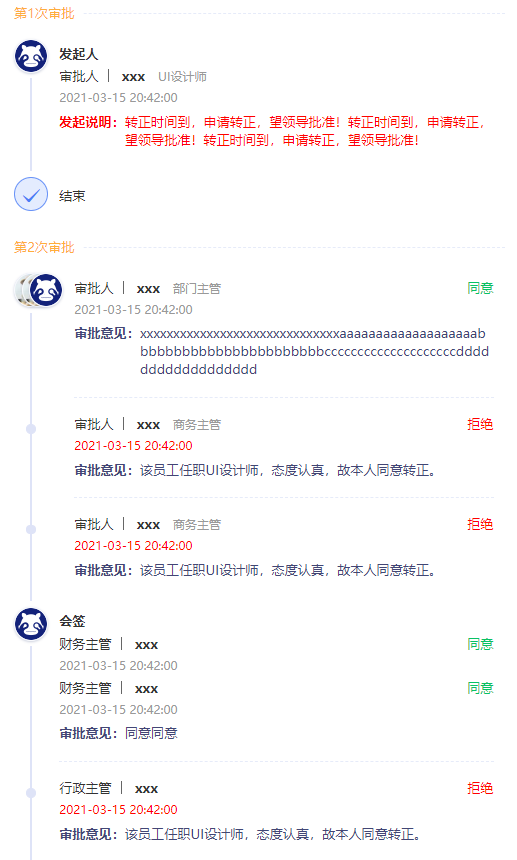 第1次审批
发起人
审批人 | xxx UI设计师
2021-03-15 20:42:00
发起说明：转正时间到，申请转正，望领导批准！转正时间到，申请转正，
望领导批准！转正时间到，申请转正，望领导批准！
结束
第2次审批
审批人 | xxx 部门主管 同意
2021-03-15 20:42:00
审批意见：xxxxxxxxxxxxxxxxxxxxxxxxxxxxxxaaaaaaaaaaaaaaaaaaab
bbbbbbbbbbbbbbbbbbbbbbbccccccccccccccccccccdddd
dddddddddddddddd
审批人 | xxx 商务主管 拒绝
2021-03-15 20:42:00
审批意见：该员工任职UI设计师，态度认真，故本人同意转正。
审批人 | xxx 商务主管 拒绝
2021-03-15 20:42:00
审批意见：该员工任职UI设计师，态度认真，故本人同意转正。
会签
财务主管 | xxx 同意
2021-03-15 20:42:00
财务主管 | xxx 同意
2021-03-15 20:42:00
审批意见：同意同意
行政主管 | xxx 拒绝
2021-03-15 20:42:00
审批意见：该员工任职UI设计师，态度认真，故本人同意转正。